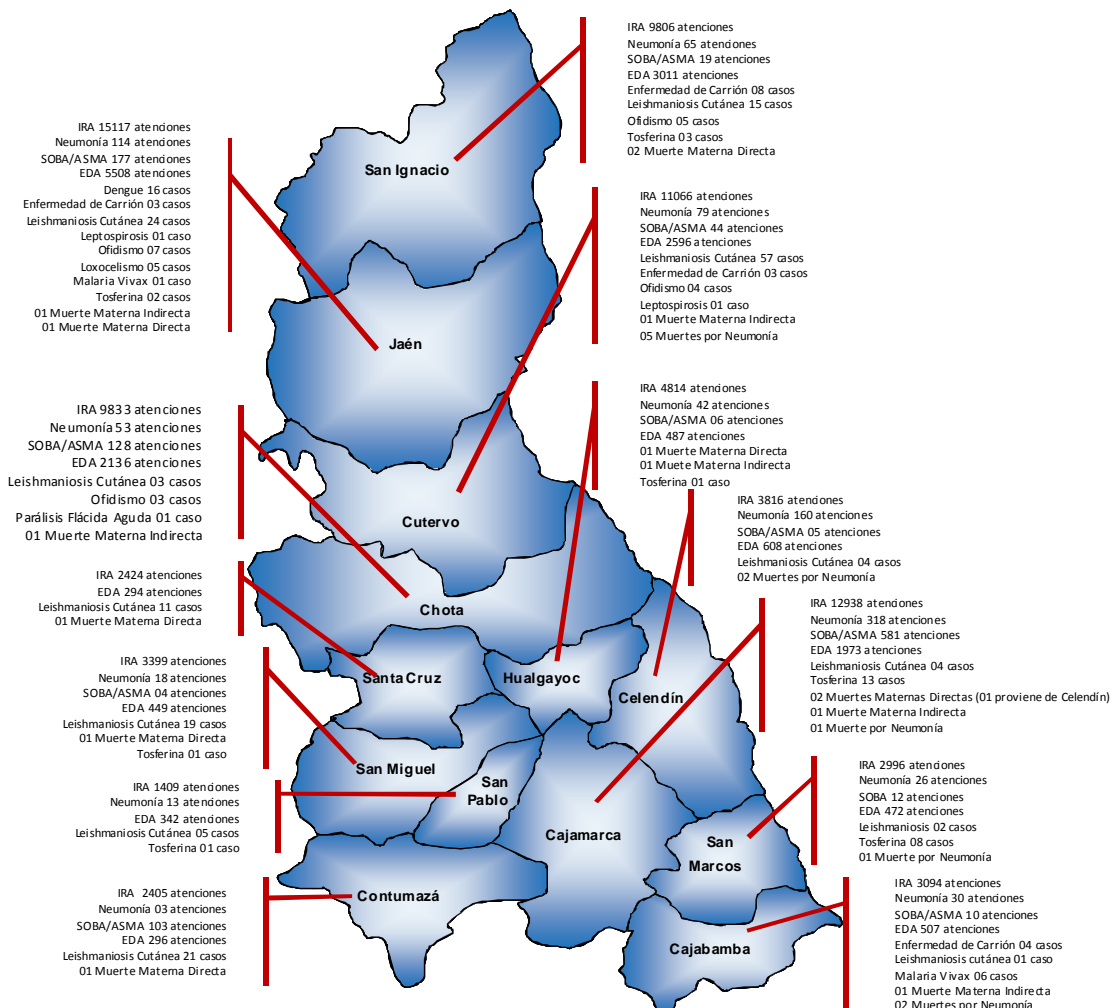 IRA 9806 atenciones
Neumonía 65 atenciones
SOBA/ASMA 19 atenciones
EDA 3011 atenciones
Enfermedad de Carrión 08 casos
Leishmaniosis Cutánea 15 casos
Ofidismo 05 casos
Tosferina 03 casos
02 Muerte Materna Directa
San Ignacio
IRA 15117 atenciones
Neumonía 114 atenciones
SOBA/ASMA 177 atenciones
EDA 5508 atenciones
Dengue 16 casos
Enfermedad de Carrión 03 casos
Leishmaniosis Cutánea 24 casos
Leptospirosis 01 caso
Ofidismo 07 casos
Loxocelismo 05 casos
Malaria Vivax 01 caso
Tosferina 02 casos
01 Muerte Materna Indirecta
01 Muerte Materna Directa
Jaén
IRA 11066 atenciones
Neumonía 79 atenciones
SOBA/ASMA 44 atenciones
EDA 2596 atenciones
Leishmaniosis Cutánea 57 casos
Enfermedad de Carrión 03 casos
Ofidismo 04 casos
Leptospirosis 01 caso
01 Muerte Materna Indirecta
05 Muertes por Neumonía
Cutervo
IRA 9833 atenciones
Neumonía 53 atenciones
SOBA/ASMA 128 atenciones
EDA 2136 atenciones
Leishmaniosis Cutánea 03 casos
Ofidismo 03 casos
Parálisis Flácida Aguda 01 caso
01 Muerte Materna Indirecta
Chota
IRA 4814 atenciones
Neumonía 42 atenciones
SOBA/ASMA 06 atenciones
EDA 487 atenciones
01 Muerte Materna Directa
01 Muete Materna Indirecta
Tosferina 01 caso
Hualgayoc
IRA 3816 atenciones
Neumonía 160 atenciones
SOBA/ASMA 05 atenciones
EDA 608 atenciones
Leishmaniosis Cutánea 04 casos
02 Muertes por Neumonía
Celendín
IRA 2424 atenciones
EDA 294 atenciones
Leishmaniosis Cutánea 11 casos
01 Muerte Materna Directa
Santa Cruz
IRA 12938 atenciones
Neumonía 318 atenciones
SOBA/ASMA 581 atenciones
EDA 1973 atenciones
Leishmaniosis Cutánea 04 casos
Tosferina 13 casos
02 Muertes Maternas Directas (01 proviene de Celendín)
01 Muerte Materna Indirecta
01 Muerte por Neumonía
Cajamarca
IRA 3399 atenciones
Neumonía 18 atenciones
SOBA/ASMA 04 atenciones
EDA 449 atenciones
Leishmaniosis Cutánea 19 casos
01 Muerte Materna Directa
Tosferina 01 caso
San Miguel
IRA 1409 atenciones
Neumonía 13 atenciones
EDA 342 atenciones
Leishmaniosis Cutánea 05 casos
Tosferina 01 caso
San
Pablo
IRA 2996 atenciones
Neumonía 26 atenciones
SOBA 12 atenciones
EDA 472 atenciones
Leishmaniosis 02 casos
Tosferina 08 casos
01 Muerte por Neumonía
San
Marcos
IRA 2405 atenciones
Neumonía 03 atenciones
SOBA/ASMA 103 atenciones
EDA 296 atenciones
Leishmaniosis Cutánea 21 casos
01 Muerte Materna Directa
Contumazá
IRA 3094 atenciones
Neumonía 30 atenciones
SOBA/ASMA 10 atenciones
EDA 507 atenciones
Enfermedad de Carrión 04 casos
Leishmaniosis cutánea 01 caso
Malaria Vivax 06 casos
01 Muerte Materna Indirecta
02 Muertes por Neumonía
Cajabamba